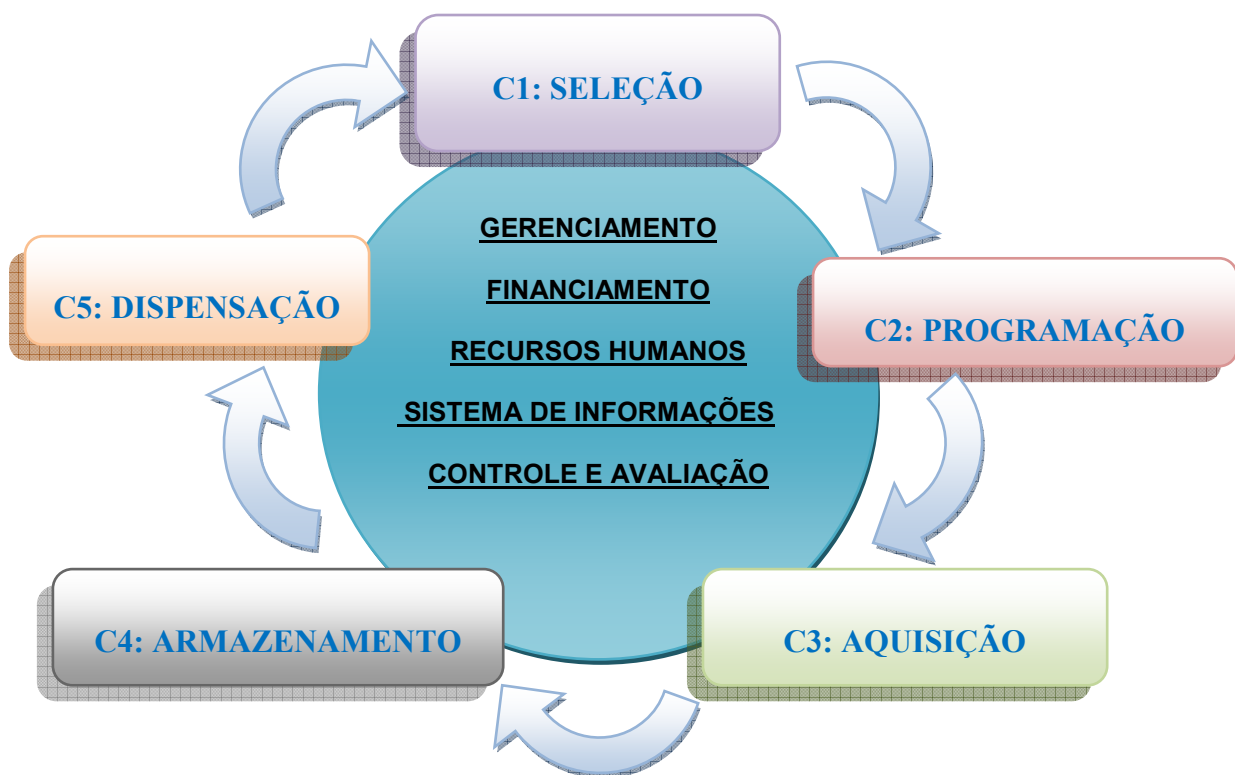 C1: SELEÇÃO
C2: PROGRAMAÇÃO
C3: AQUISIÇÃO
C4: ARMAZENAMENTO
C5: DISPENSAÇÃO
GERENCIAMENTO
FINANCIAMENTO
RECURSOS HUMANOS
SISTEMA DE INFORMAÇÕES
CONTROLE E AVALIAÇÃO